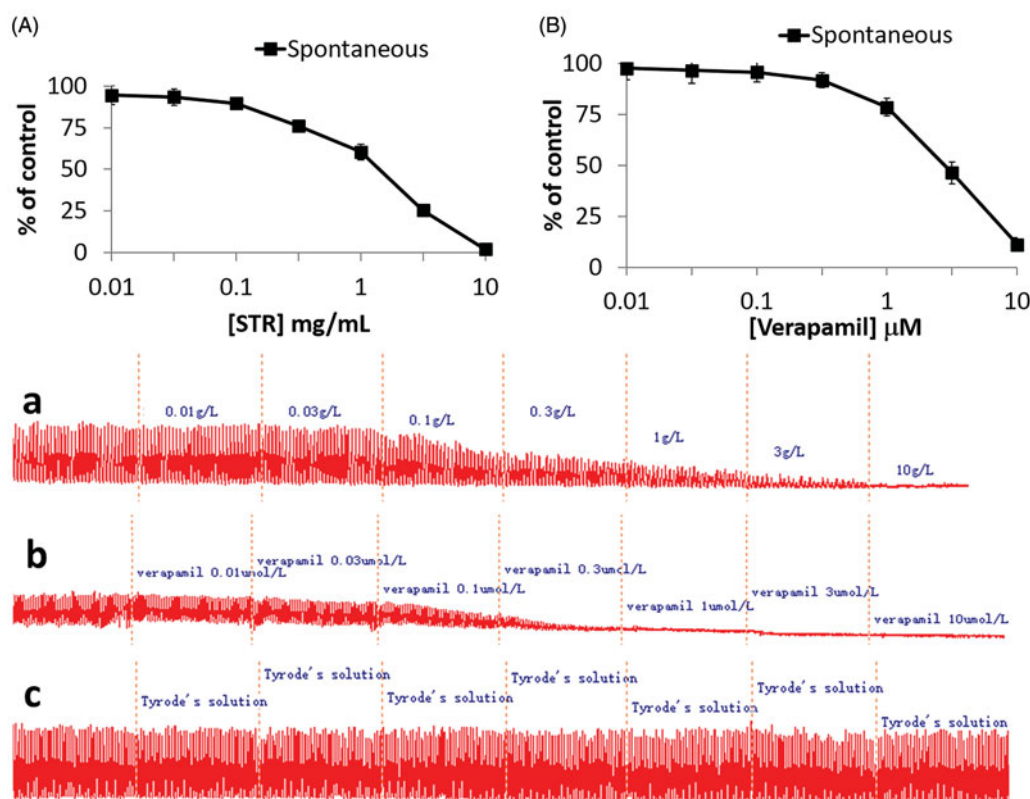 (A)
Spontaneous
100
75
50
25
0
% of control
0.01
0.1
1
10
[STR] mg/mL
(B)
Spontaneous
100
75
50
25
0
% of control
0.01
0.1
1
10
[Verapamil] μM
a
0.01g/L
0.03g/L
0.1g/L
0.3g/L
1g/L
3g/L
10g/L
b
verapamil 0.01umol/L
verapamil 0.03umol/L
verapamil 0.1umol/L
verapamil 0.3umol/L
verapamil 1umol/L
verapamil 3umol/L
verapamil 10umol/L
c
Tyrode's solution
Tyrode's solution
Tyrode's solution
Tyrode's solution
Tyrode's solution
Tyrode's solution
Tyrode's solution